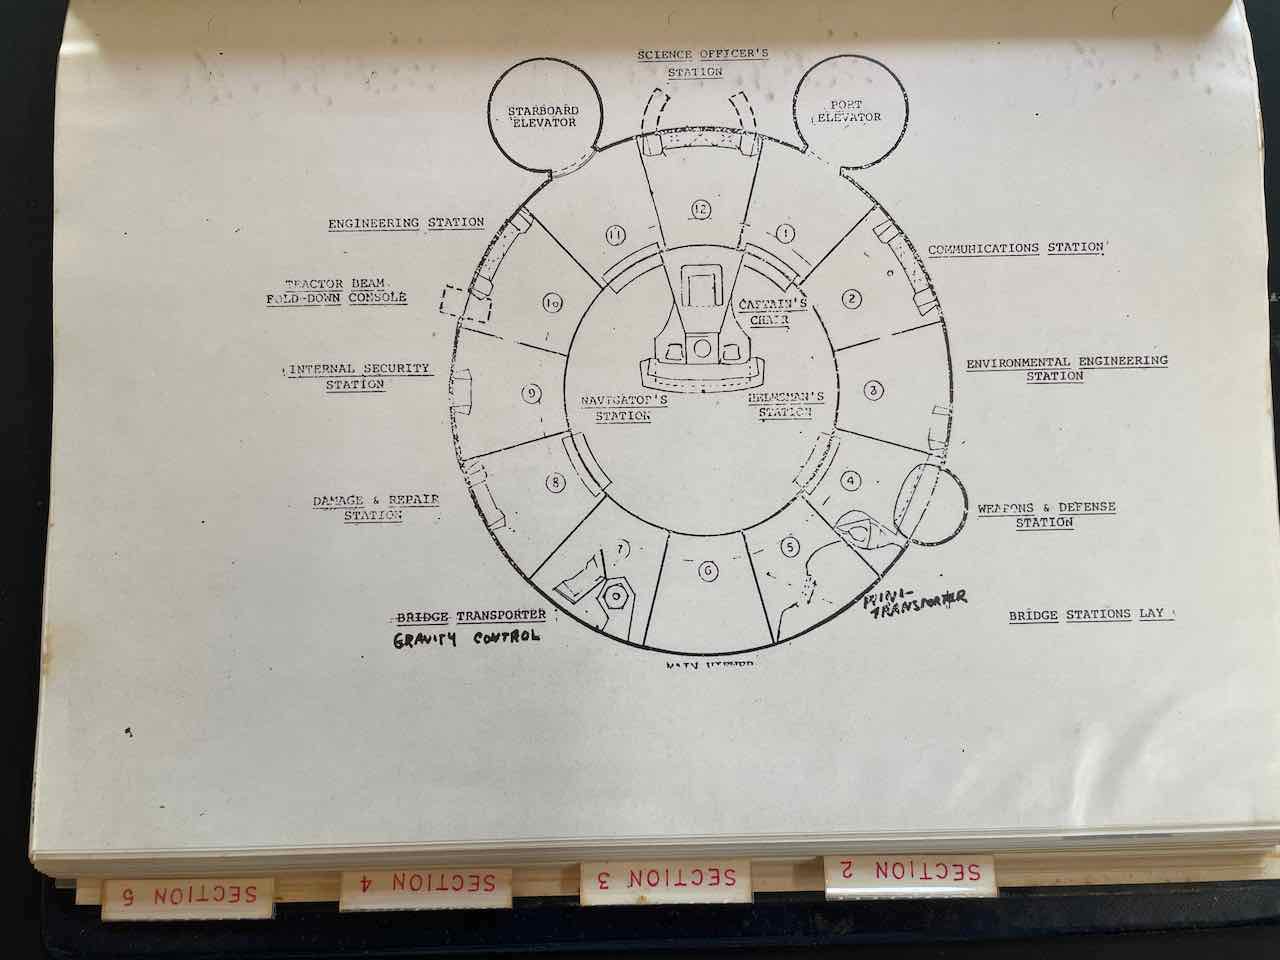 SCIENCE OFFICER'S
STATION
STARBOARD
ELEVATOR
PORT
ELEVATOR
ENGINEERING STATION
COMMUNICATIONS STATION
12
11
1
TRACTOR BEAM
FOLD-DOWN CONSOLE
10
2
CAPTAIN'S
CHAIR
INTERNAL SECURITY
STATION
ENVIRONMENTAL ENGINEERING
STATION
9
3
NAVIGATOR'S
STATION
HELMSMAN'S
STATION
8
4
DAMAGE & REPAIR
STATION
WEAPONS & DEFENSE
STATION
7
5
6
BRIDGE TRANSPORTER
GRAVITY CONTROL
MINI-
TRANSPORTER
BRIDGE STATIONS LAY
SECTION 5
SECTION 4
SECTION 3
SECTION 2